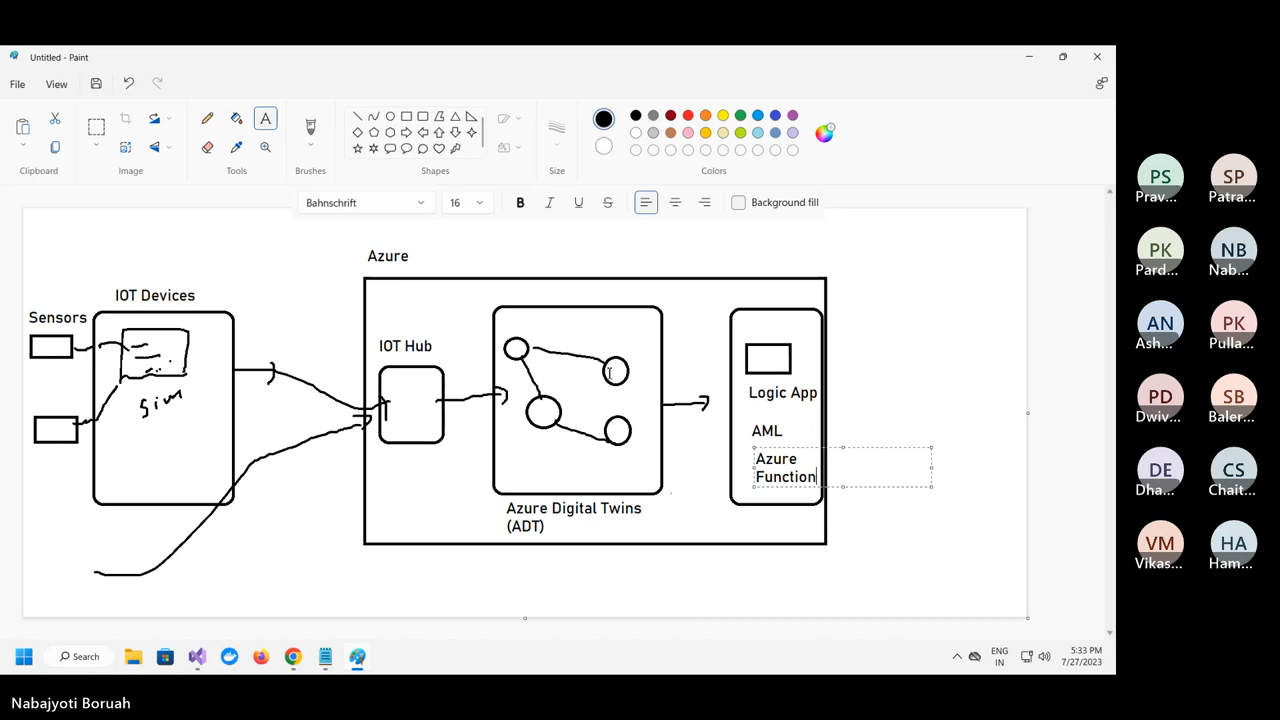 Untitled - Paint
File
View
Clipboard
Image
Tools
Brushes
Shapes
Size
Colors
Bahnschrift
16
B
I
U
S
Background fill
Azure
IOT Devices
Sensors
IOT Hub
sim
Logic App
AML
Azure
Function
Azure Digital Twins
(ADT)
PS
Prav...
SP
Patra...
PK
Pard...
NB
Nab...
AN
Ash...
PK
Pulla...
PD
Dwiv...
SB
Baler...
DE
Dha...
CS
Chait...
VM
Vikas...
HA
Ham...
Search
ENG
IN
5:33 PM
7/27/2023
Nabajyoti Boruah